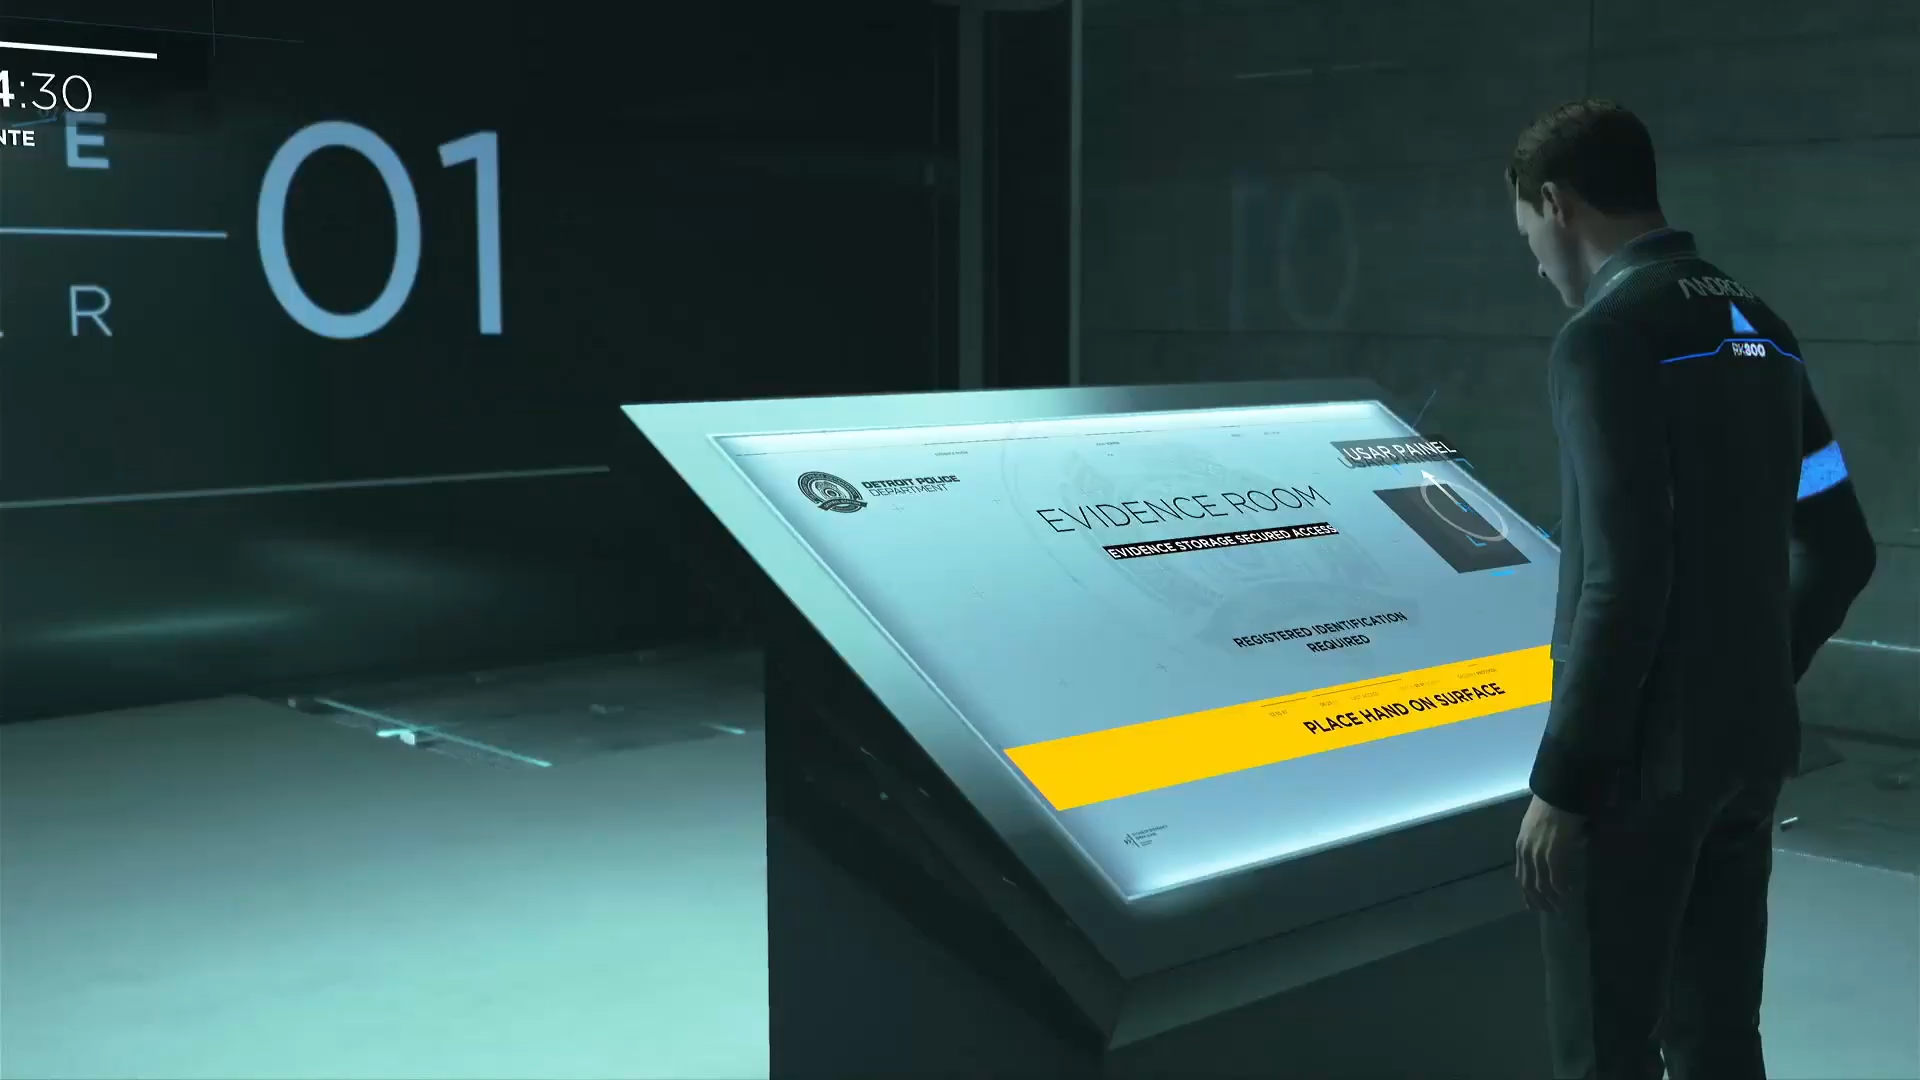 4:30
NTE
E
01
R
DETROIT POLICE
DEPARTMENT
EVIDENCE ROOM
EVIDENCE STORAGE SECURED ACCESS
USAR PAINEL
REGISTERED IDENTIFICATION
REQUIRED
PLACE HAND ON SURFACE
ANDROID
RK800